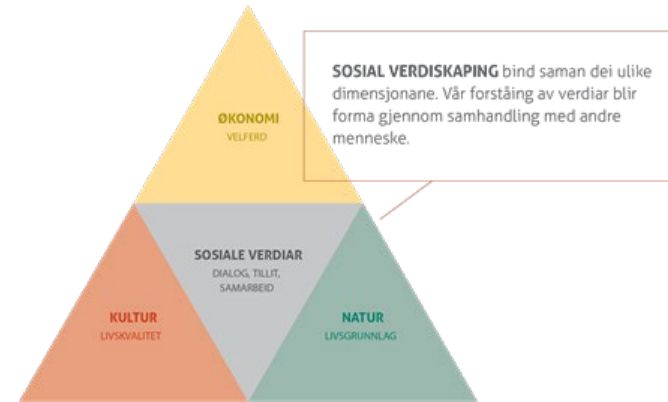 SOSIAL VERDISKAPING bind saman dei ulike
dimensjonane. Vår forståing av verdiar blir
forma gjennom samhandling med andre
menneske.
ØKONOMI
VELFERD
SOSIALE VERDIAR
DIALOG, TILLIT,
SAMARBEID
KULTUR
LIVSKVALITET
NATUR
LIVSGRUNNLAG